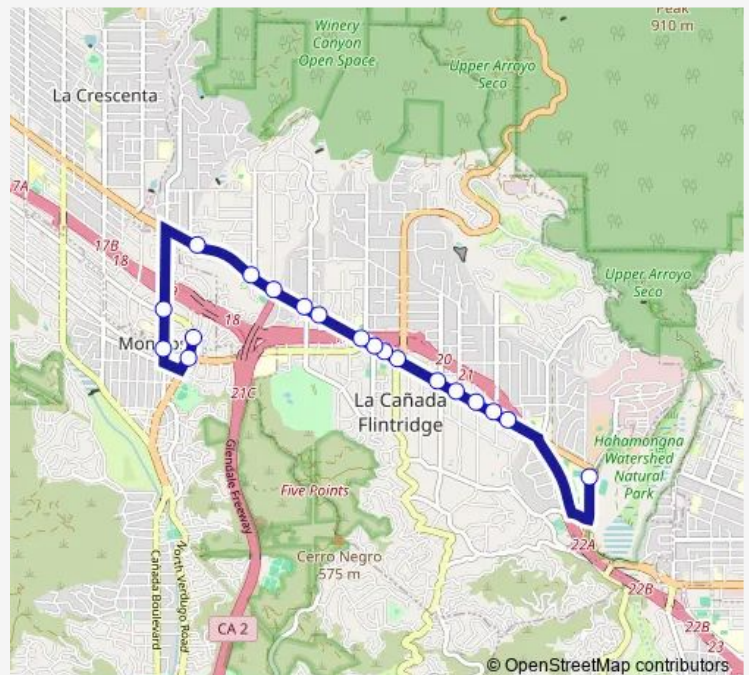 Peak
910 m
Winery
Canyon
Open Space
Upper Arroyo
Seco
La Crescenta
7A
17B
18
Upper Arroyo
Seco
18
20
21
21C
La Cañada
Flintridge
Hahamongna
Watershed
Natural
Park
Five Points
Glendale Freeway
22A
Cerro Negro
575 m
Cañada Boulevard
North Verdugo Road
22B
CA 2
22B
23
© OpenStreetMap contributors